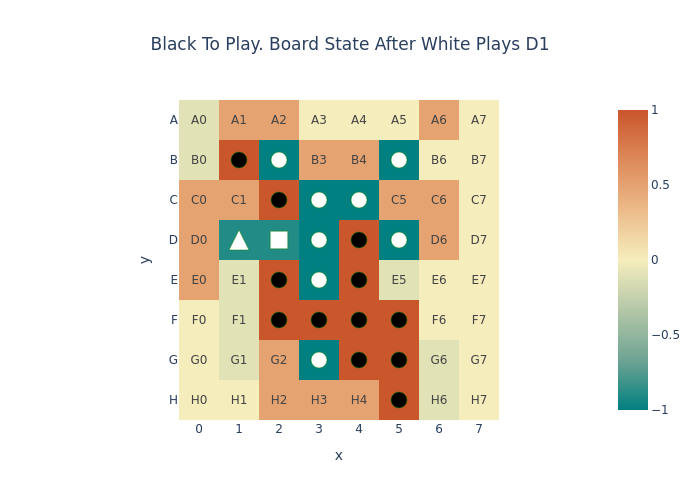 Black To Play. Board State After White Plays D1
A A0 A1 A2 A3 A4 A5 A6 A7
B B0 B3 B4 B6 B7
C C0 C1 C5 C6 C7
D D0 D6 D7
E E0 E1 E5 E6 E7
F F0 F1 F6 F7
G G0 G1 G2 G6 G7
H H0 H1 H2 H3 H4 H6 H7
0 1 2 3 4 5 6 7
x
y
1
0.5
0
−0.5
−1